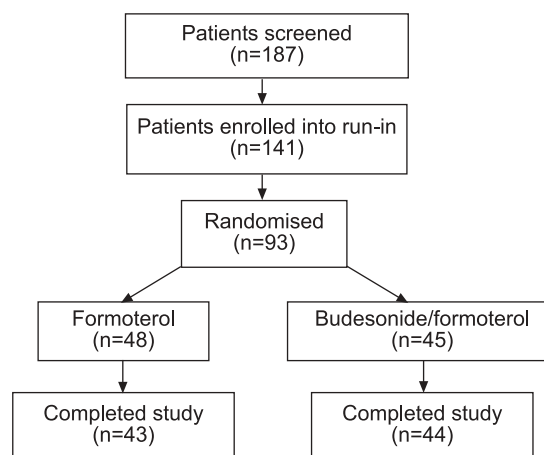 Patients screened
(n=187)
Patients enrolled into run-in
(n=141)
Randomised
(n=93)
Formoterol
(n=48)
Budesonide/formoterol
(n=45)
Completed study
(n=43)
Completed study
(n=44)